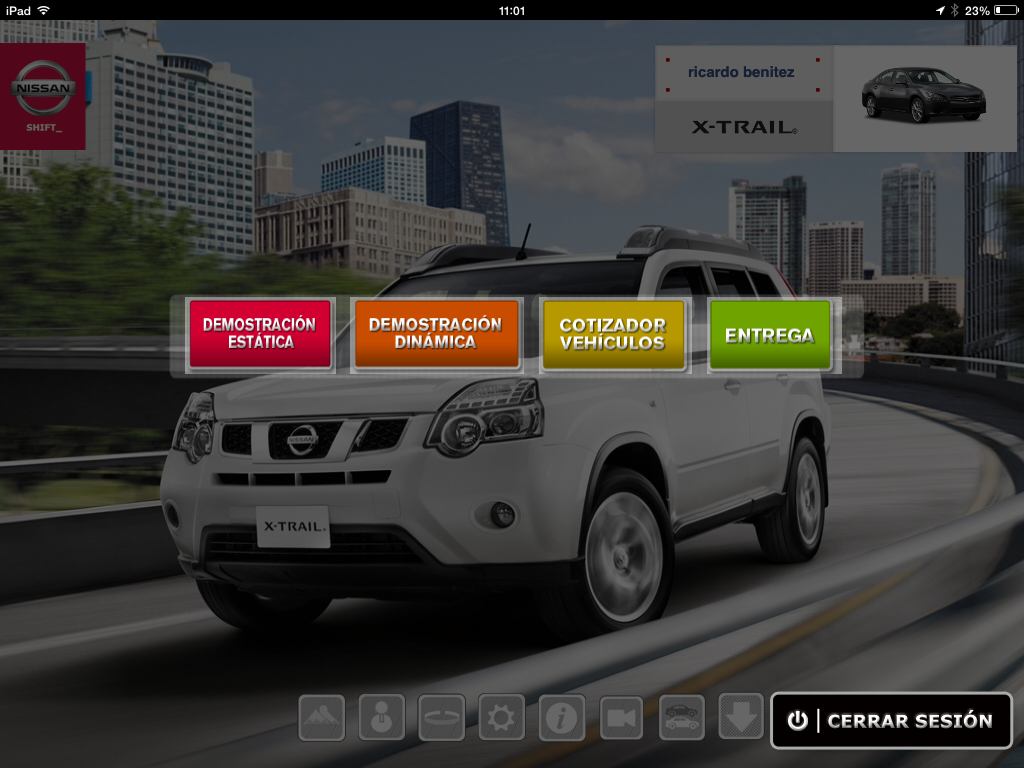 iPad
11:01
23%
NISSAN
SHIFT_
ricardo benitez
X-TRAIL®
DEMOSTRACIÓN
ESTÁTICA
DEMOSTRACIÓN
DINÁMICA
COTIZADOR
VEHÍCULOS
ENTREGA
NISSAN
X-TRAIL®
CERRAR SESIÓN